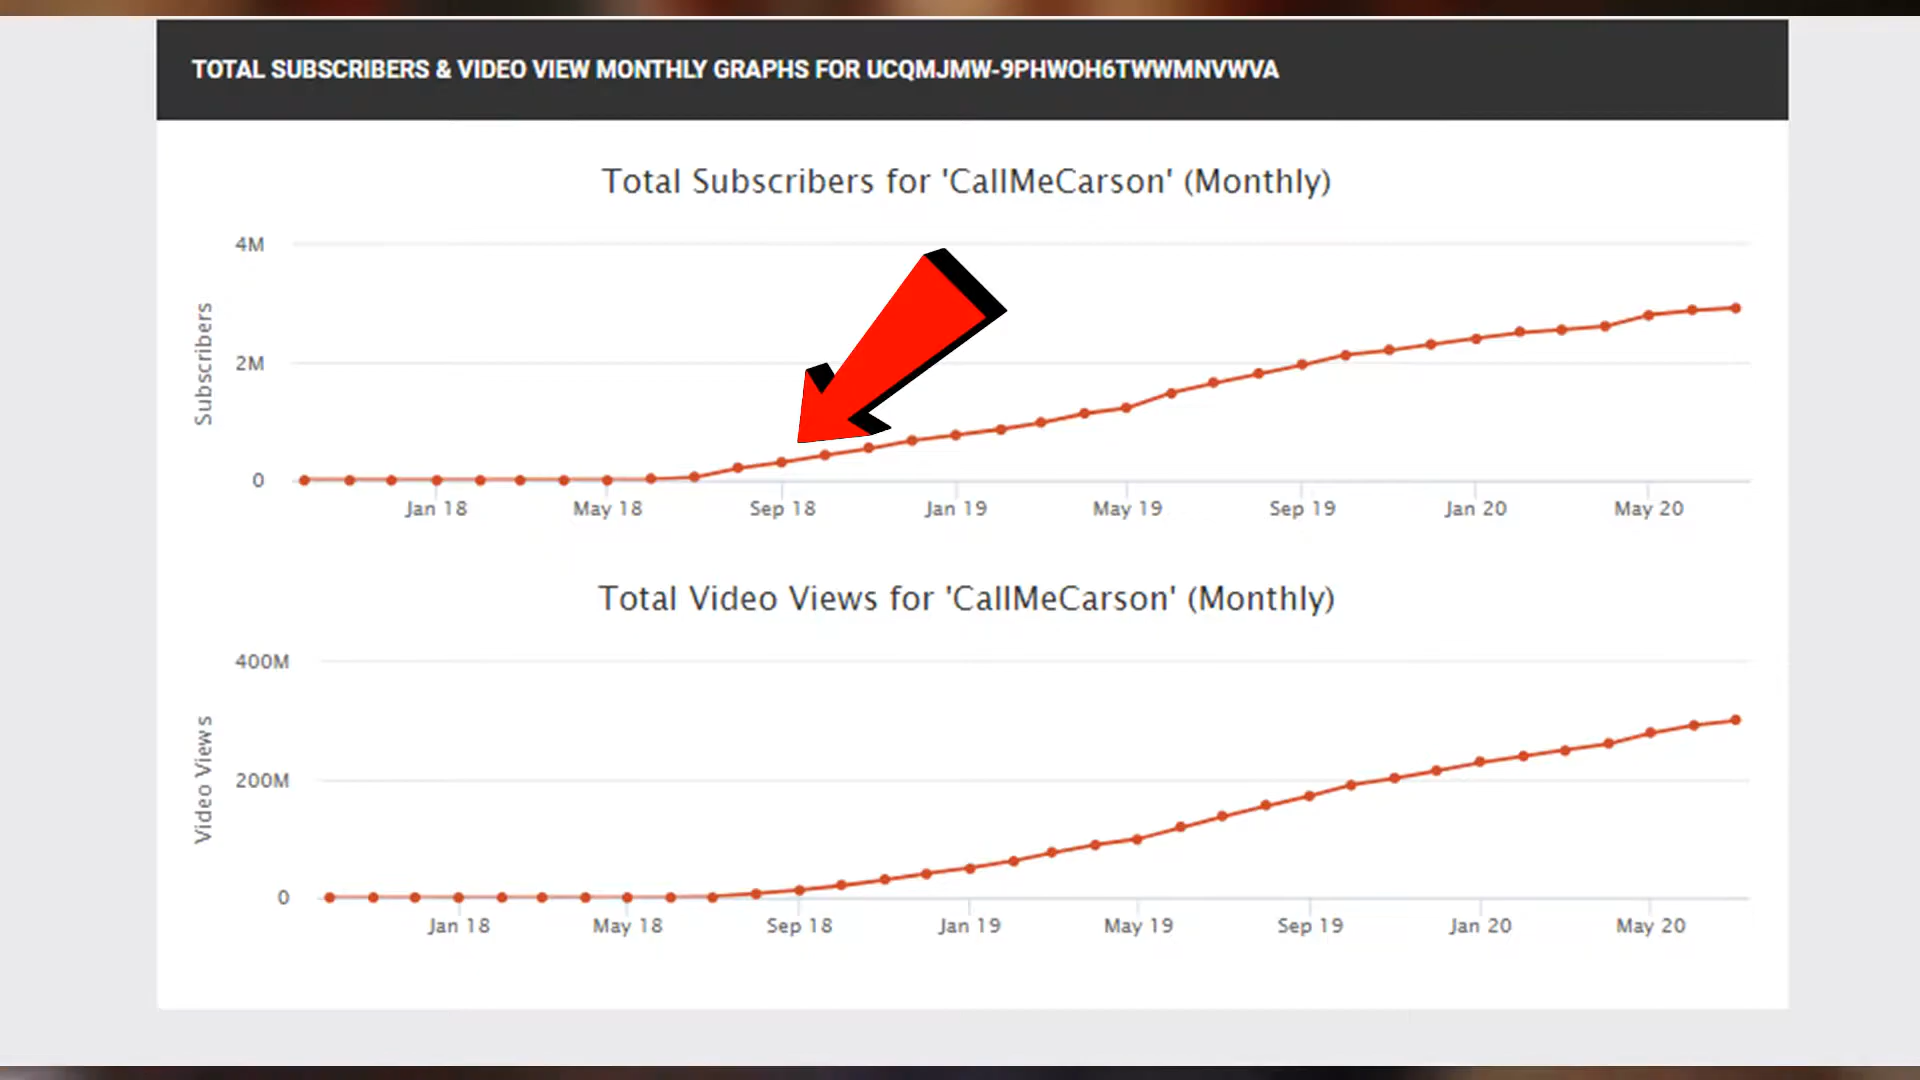 TOTAL SUBSCRIBERS & VIDEO VIEW MONTHLY GRAPHS FOR UCQMJMW-9PHWOH6TWWMNVWVA
Total Subscribers for 'CallMeCarson' (Monthly)
4M
2M
0
Subscribers
Jan 18 May 18 Sep 18 Jan 19 May 19 Sep 19 Jan 20 May 20
Total Video Views for 'CallMeCarson' (Monthly)
400M
200M
0
Video Views
Jan 18 May 18 Sep 18 Jan 19 May 19 Sep 19 Jan 20 May 20